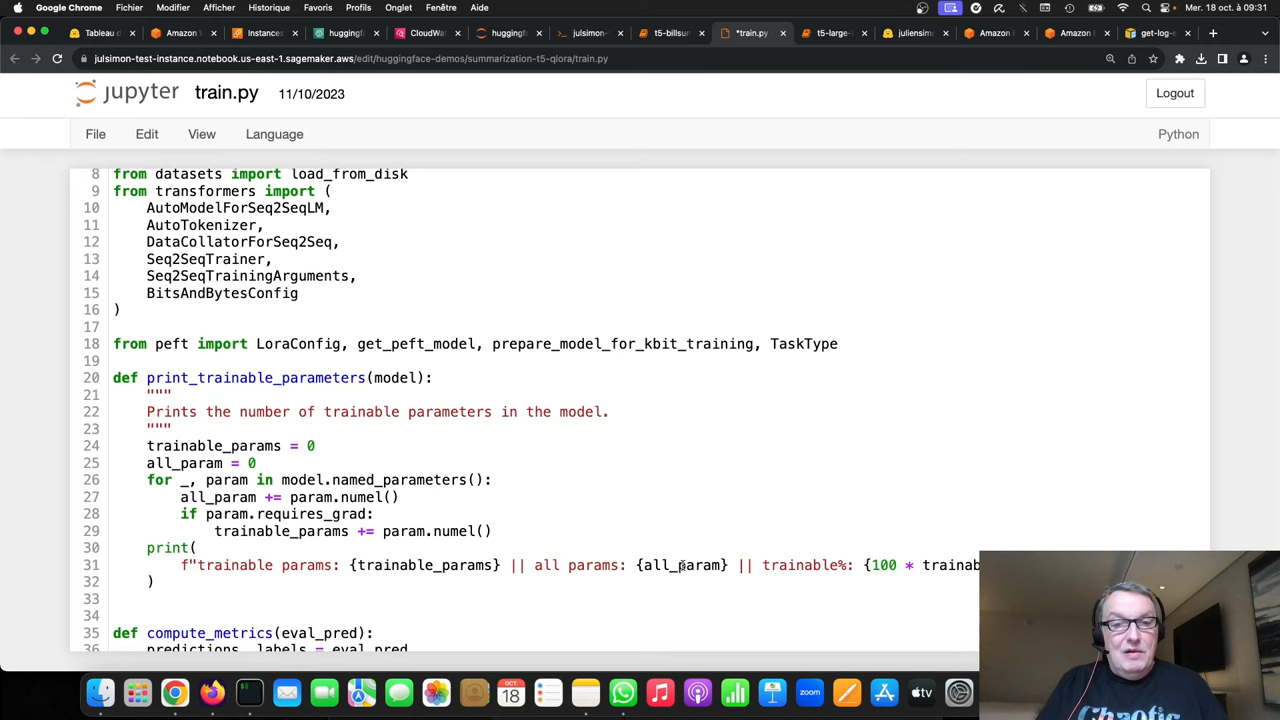 Google Chrome Fichier Modifier Afficher Historique Favoris Profils Onglet Fenêtre Aide Mer. 18 oct. à 09:31
Tableau d Amazon Instances huggingf CloudWat huggingf julsimon t5-billsum *train.py t5-large- juliensim Amazon Amazon get-log-e
julsimon-test-instance.notebook.us-east-1.sagemaker.aws/edit/huggingface-demos/summarization-t5-qlora/train.py
jupyter train.py 11/10/2023 Logout
File Edit View Language Python
8 from datasets import load_from_disk
9 from transformers import (
10 AutoModelForSeq2SeqLM,
11 AutoTokenizer,
12 DataCollatorForSeq2Seq,
13 Seq2SeqTrainer,
14 Seq2SeqTrainingArguments,
15 BitsAndBytesConfig
16 )
17
18 from peft import LoraConfig, get_peft_model, prepare_model_for_kbit_training, TaskType
19
20 def print_trainable_parameters(model):
21 """
22 Prints the number of trainable parameters in the model.
23 """
24 trainable_params = 0
25 all_param = 0
26 for _, param in model.named_parameters():
27 all_param += param.numel()
28 if param.requires_grad:
29 trainable_params += param.numel()
30 print(
31 f"trainable params: {trainable_params} || all params: {all_param} || trainable%: {100 * trainab
32 )
33
34
35 def compute_metrics(eval_pred):
36 predictions, labels = eval_pred
OCT.
18
zoom
tv
Chaotic